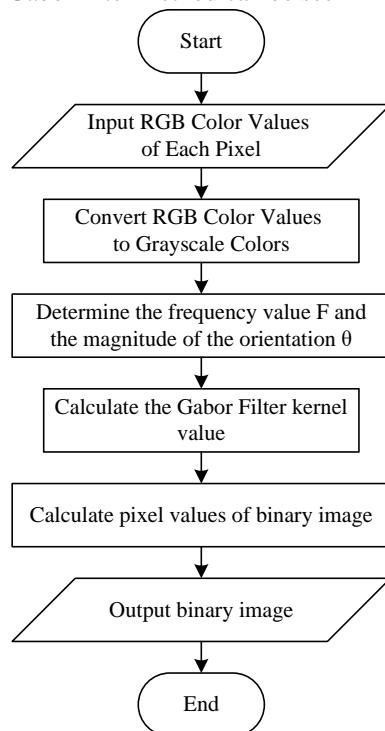 Start
Input RGB Color Values
of Each Pixel
Convert RGB Color Values
to Grayscale Colors
Determine the frequency value F and
the magnitude of the orientation θ
Calculate the Gabor Filter kernel
value
Calculate pixel values of binary image
Output binary image
End